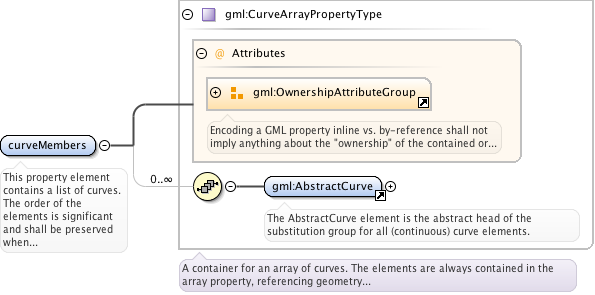 gml:CurveArrayPropertyType
@ Attributes
gml:OwnershipAttributeGroup
Encoding a GML property inline vs. by-reference shall not
imply anything about the "ownership" of the contained or...
curveMembers
This property element
contains a list of curves.
The order of the
elements is significant
and shall be preserved
when...
0..∞
gml:AbstractCurve
The AbstractCurve element is the abstract head of the
substitution group for all (continuous) curve elements.
A container for an array of curves. The elements are always contained in the
array property, referencing geometry...